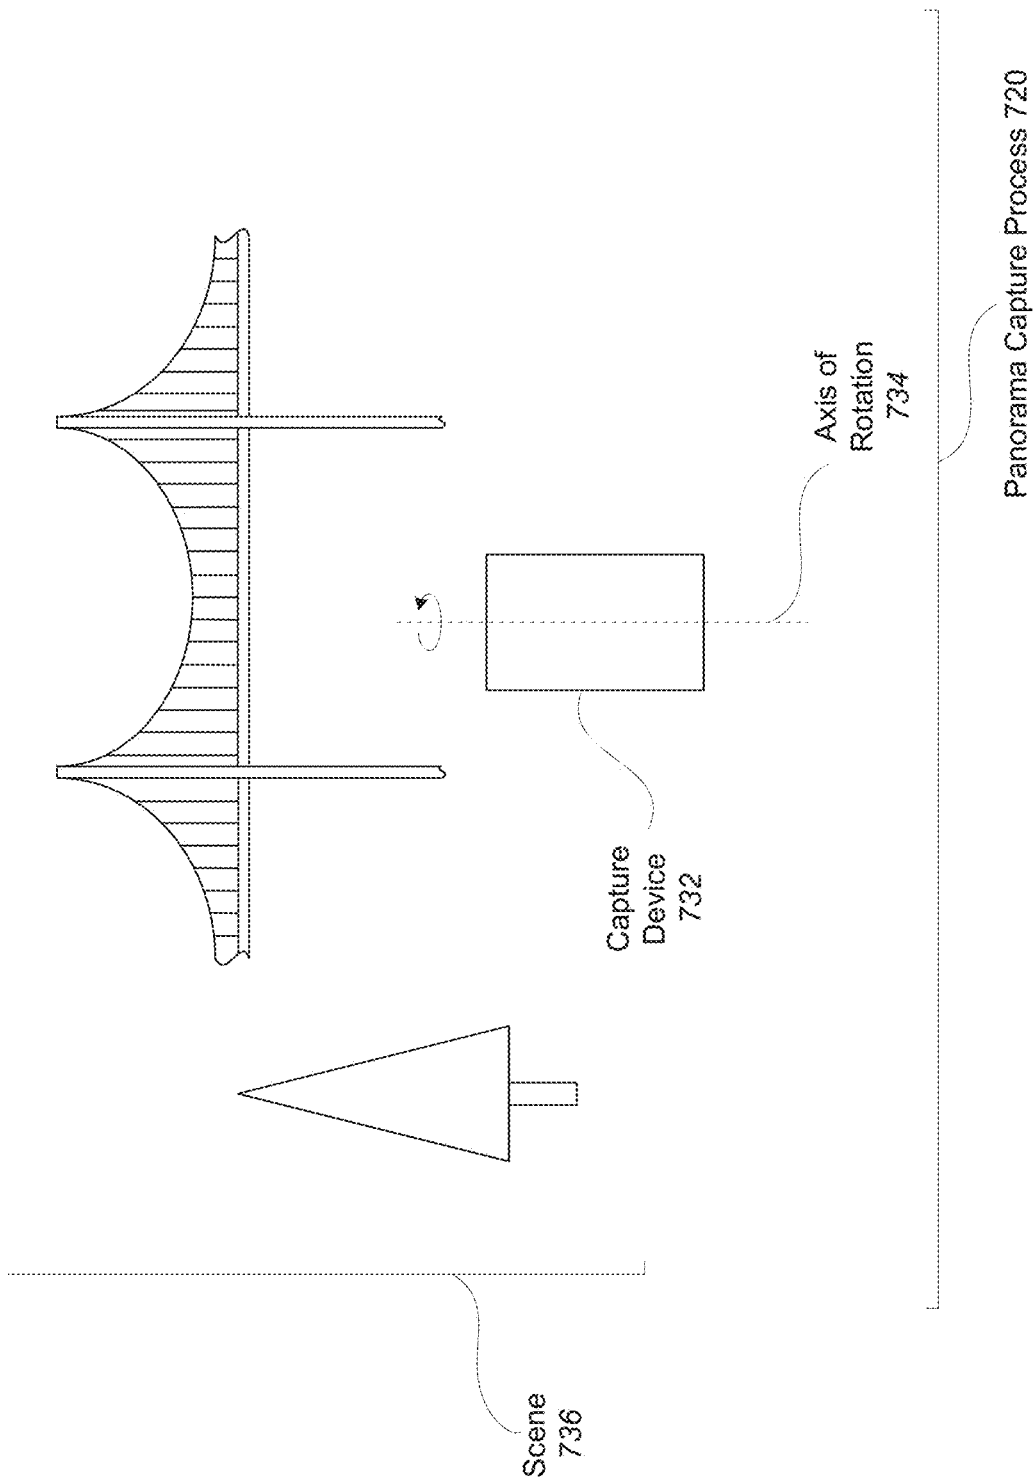 Scene
736
Capture
Device
732
Axis of
Rotation
734
Panorama Capture Process 720